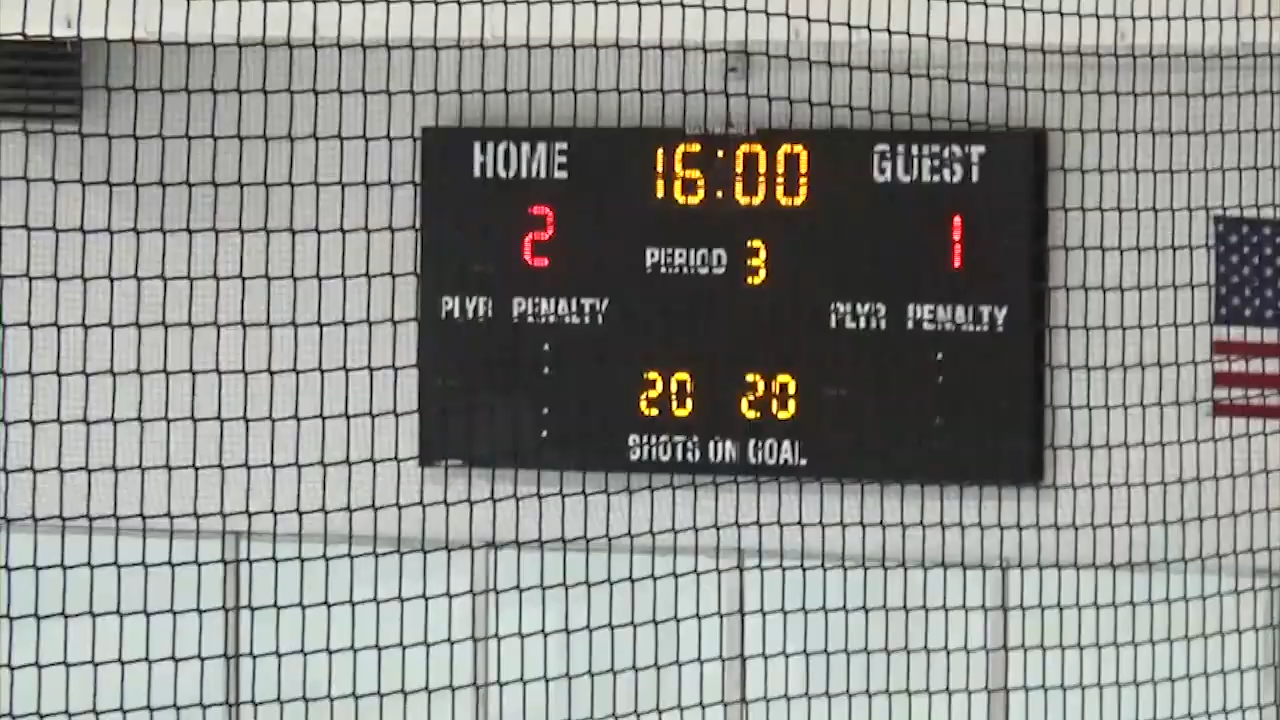 HOME 16:00 GUEST
2 PERIOD 3 1
PLYR PENALTY PLYR PENALTY
20 20
SHOTS ON GOAL